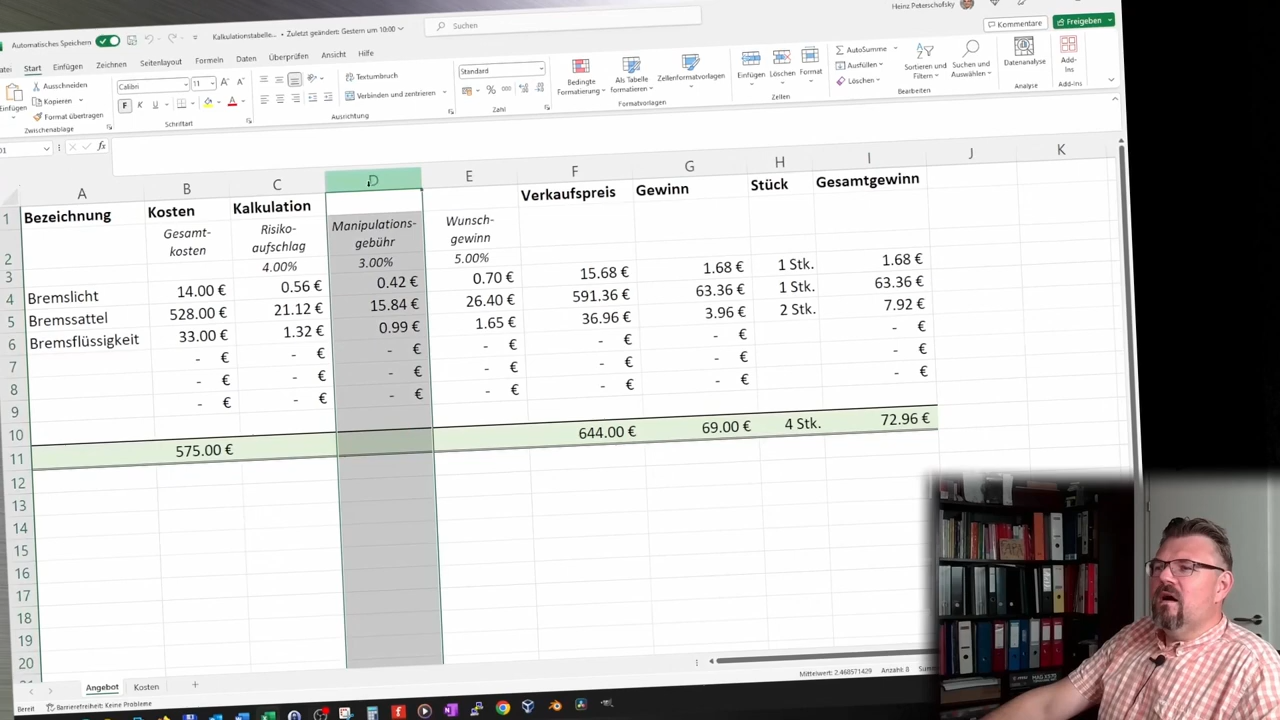 Automatisches Speichern
Kalkulationstabelle... • Zuletzt geändert: Gestern um 10:00
Suchen
Heinz Peterschofsky
Start
Einfügen
Zeichnen
Seitenlayout
Formeln
Daten
Überprüfen
Ansicht
Hilfe
Kommentare
Freigeben
Einfügen
Ausschneiden
Kopieren
Format übertragen
Zwischenablage
Calibri
11
F
K
U
Schriftart
Textumbruch
Verbinden und zentrieren
Ausrichtung
Standard
Zahl
Bedingte
Formatierung
Als Tabelle
formatieren
Zellenformatvorlagen
Formatvorlagen
Einfügen
Löschen
Format
Zellen
AutoSumme
Ausfüllen
Löschen
Sortieren und
Filtern
Suchen und
Auswählen
Bearbeiten
Datenanalyse
Analyse
Add-
Ins
Add-Ins
fx
A B C D E F G H I J K
1 Bezeichnung Kosten Kalkulation Verkaufspreis Gewinn Stück Gesamtgewinn
Gesamt- Risiko- Manipulations- Wunsch-
kosten aufschlag gebühr gewinn
2 4.00% 3.00% 5.00%
3
4 Bremslicht 14.00 € 0.56 € 0.42 € 0.70 € 15.68 € 1.68 € 1 Stk. 1.68 €
5 Bremssattel 528.00 € 21.12 € 15.84 € 26.40 € 591.36 € 63.36 € 1 Stk. 63.36 €
6 Bremsflüssigkeit 33.00 € 1.32 € 0.99 € 1.65 € 36.96 € 3.96 € 2 Stk. 7.92 €
7 - € - € - € - € - € - € - €
8 - € - € - € - € - € - € - €
9 - € - € - € - € - € - € - €
10
11 575.00 € 644.00 € 69.00 € 4 Stk. 72.96 €
12
13
14
15
16
17
18
19
20
Angebot
Kosten
Bereit
Barrierefreiheit: Keine Probleme
Mittelwert: 2.468571429
Anzahl: 8